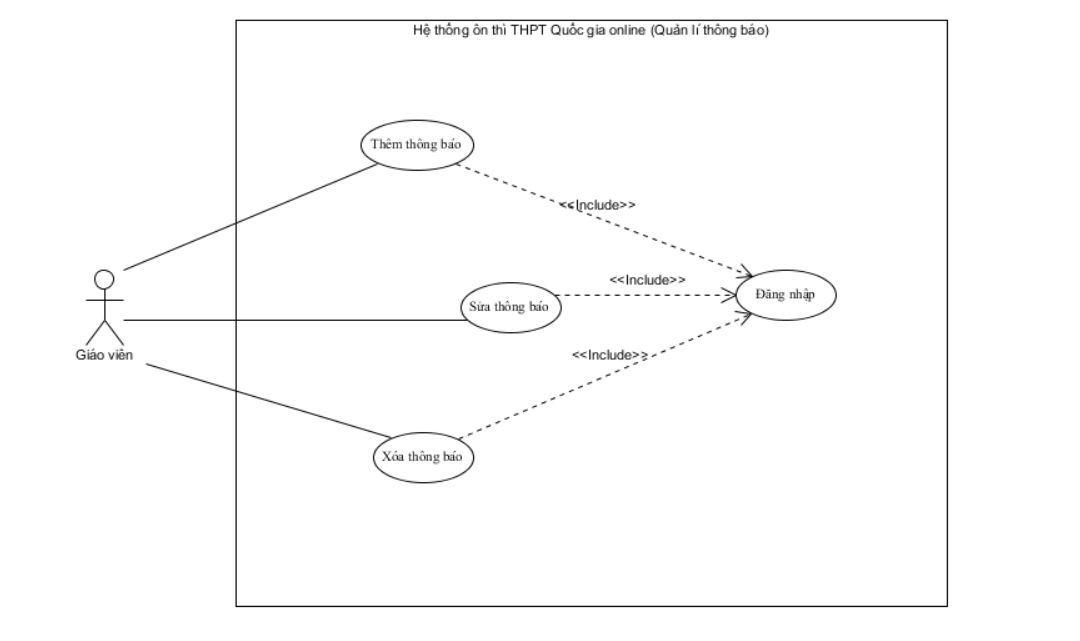 Hệ thống ôn thì THPT Quốc gia online (Quản lí thông báo)
Thêm thông báo
<<Include>>
<<Include>>
Đăng nhập
Sửa thông báo
Giáo viên
<<Include>>
Xóa thông báo